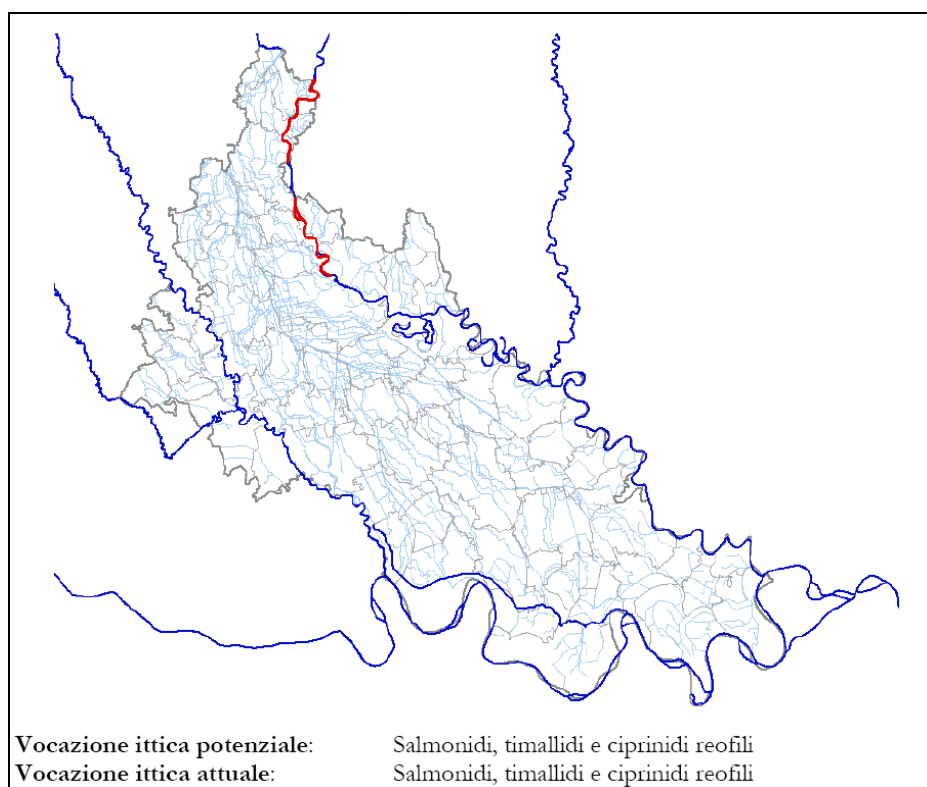 Vocazione ittica potenziale: Salmonidi, timallidi e ciprinidi reofili
Vocazione ittica attuale: Salmonidi, timallidi e ciprinidi reofili